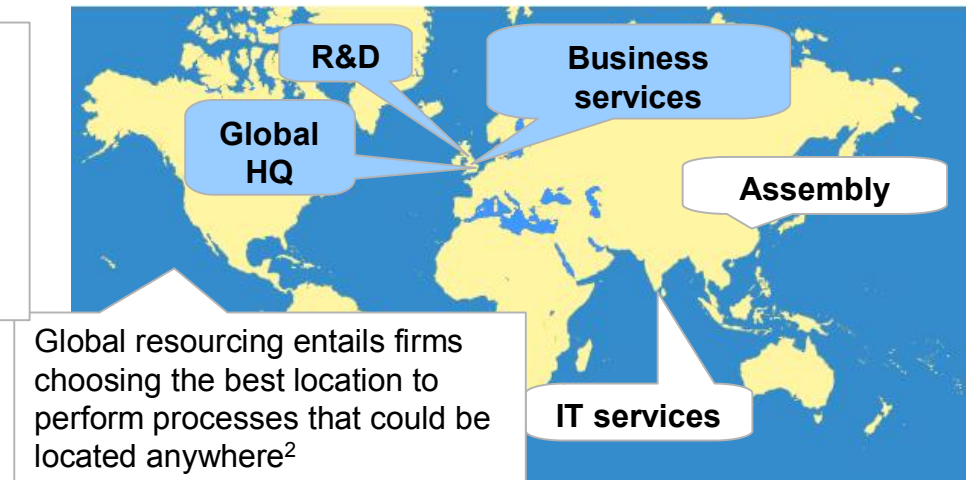 R&D
Business
services
Global
HQ
Assembly
Global resourcing entails firms
choosing the best location to
perform processes that could be
located anywhere²
IT services